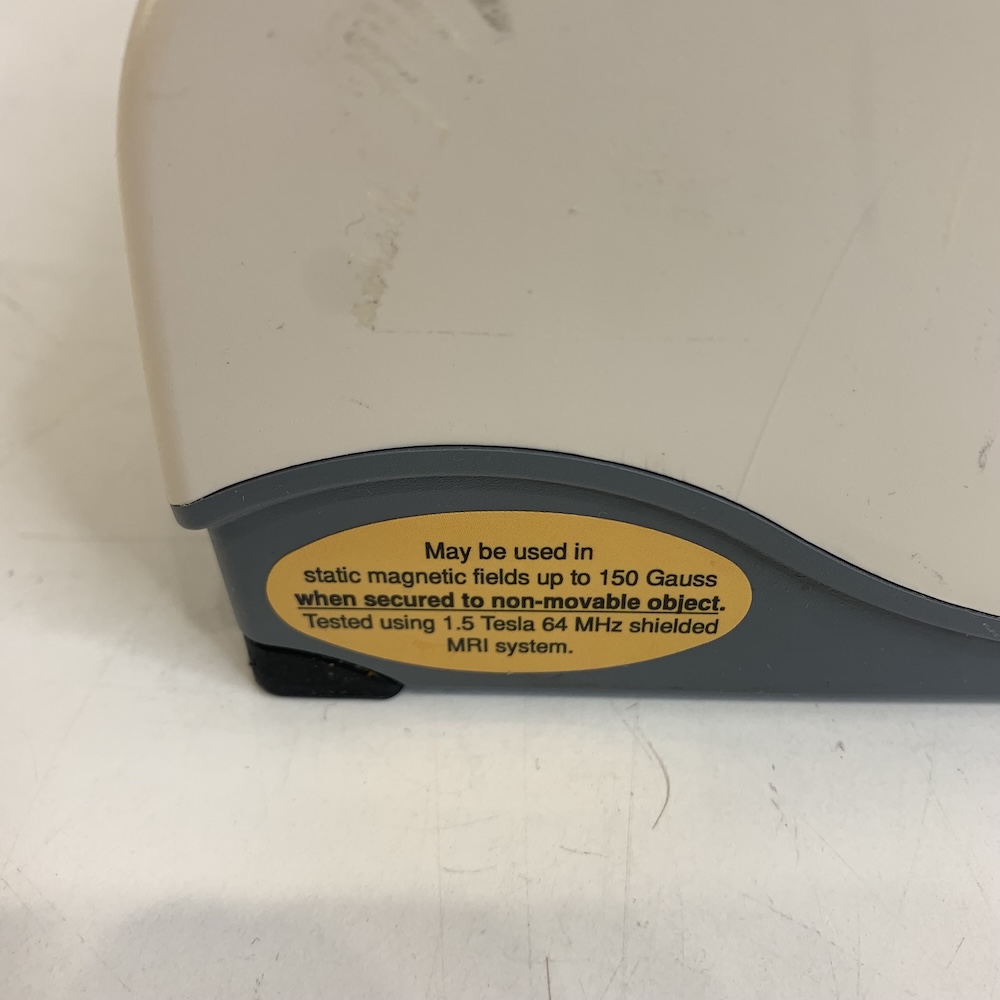 May be used in
static magnetic fields up to 150 Gauss
when secured to non-movable object.
Tested using 1.5 Tesla 64 MHz shielded
MRI system.